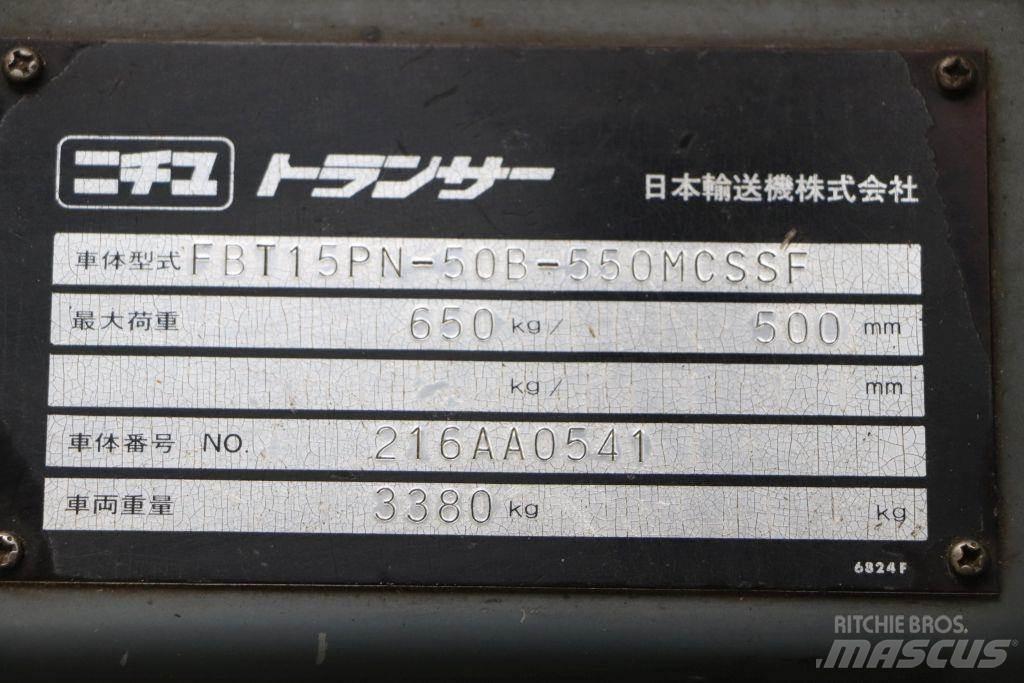 ニチユ トランサー 日本輸送機株式会社
車体型式 FBT15PN-50B-550MCSSF
最大荷重 650 kg/ 500 mm
kg/ mm
車体番号 NO. 216AA0541
車両重量 3380 kg kg
6824F
RITCHIE BROS.
MASCUS